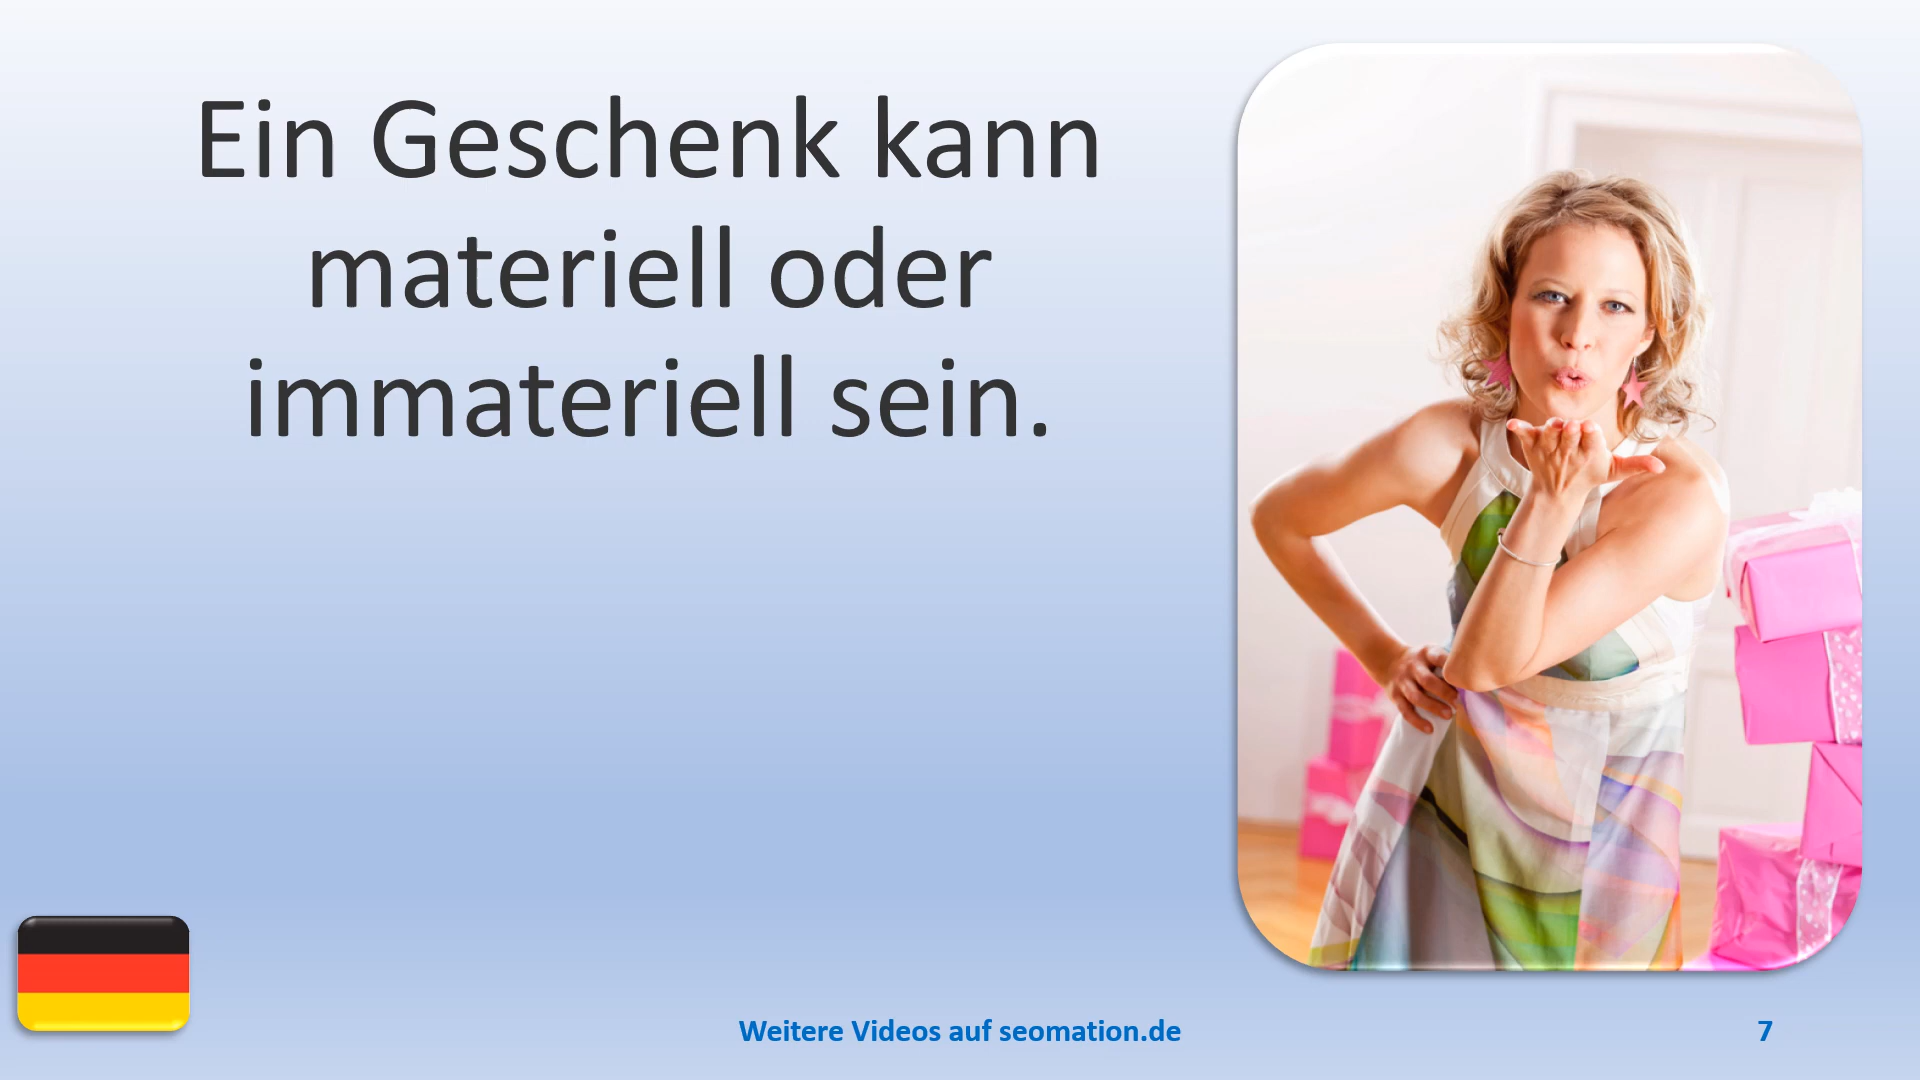 Ein Geschenk kann
materiell oder
immateriell sein.
Weitere Videos auf seomation.de
7